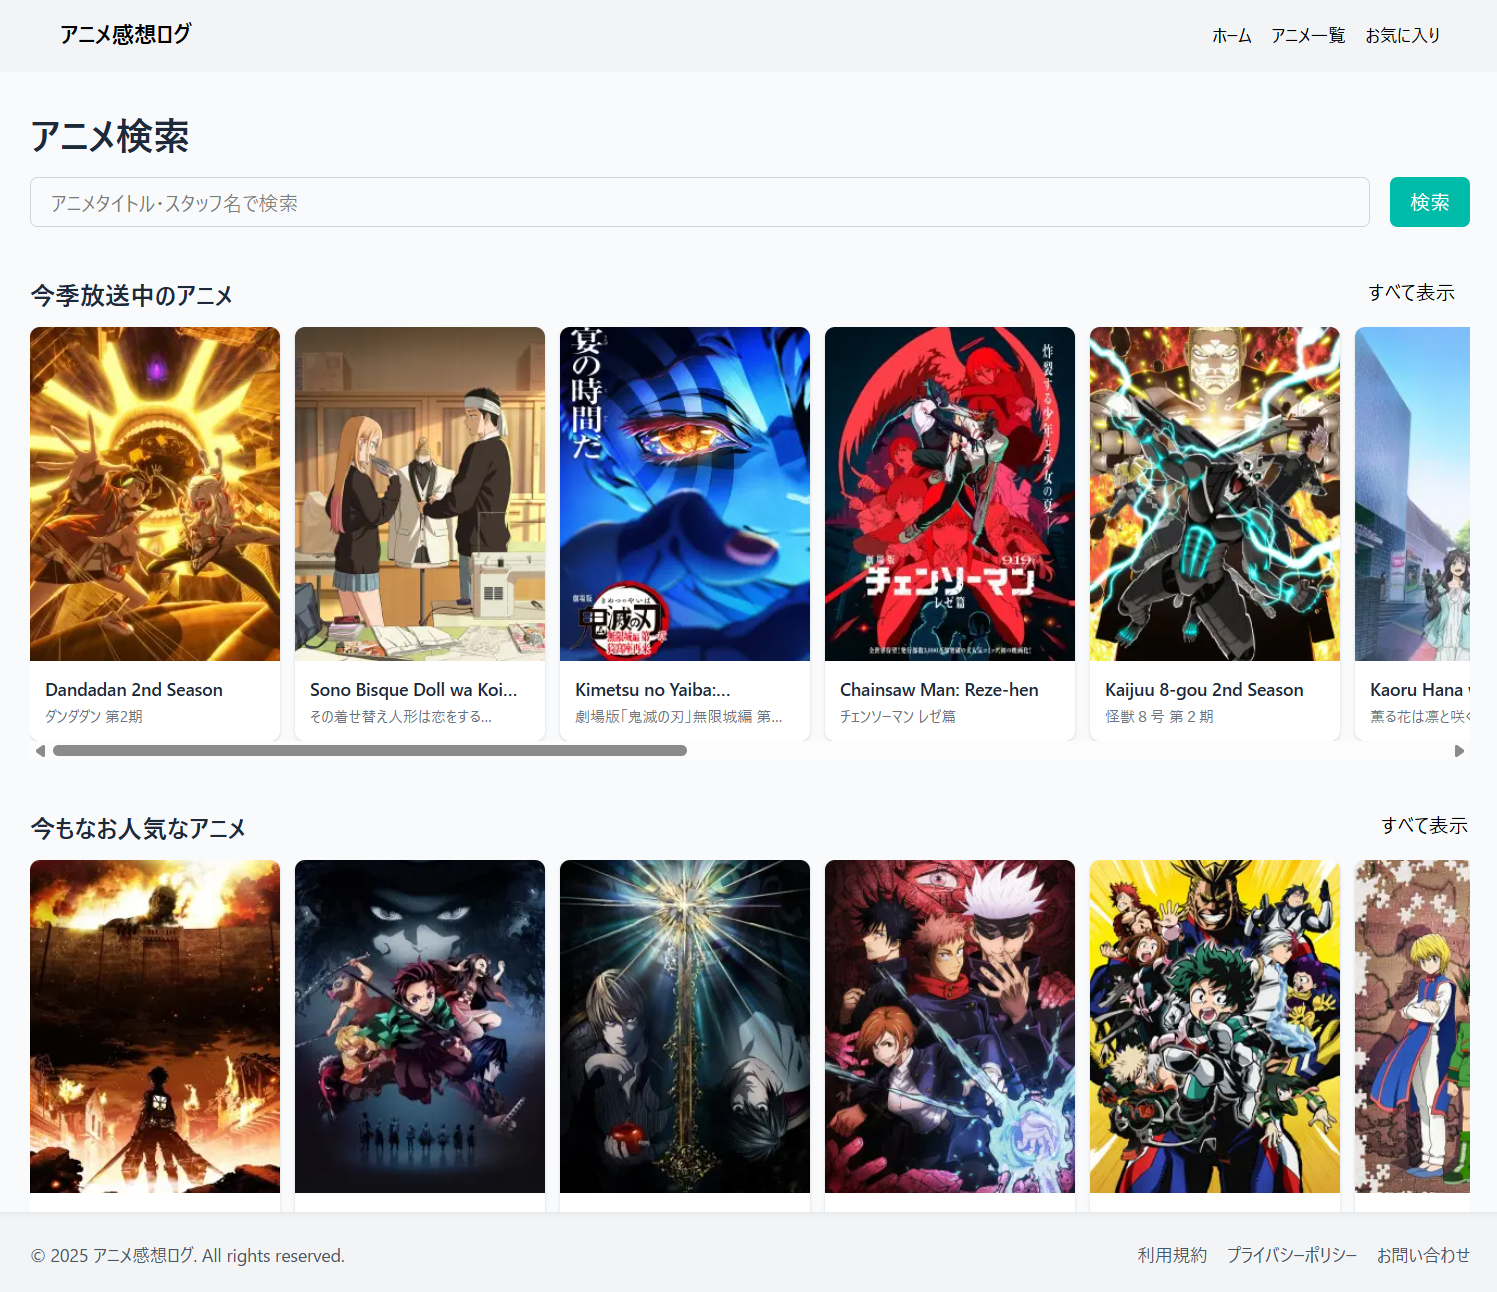 アニメ感想ログ
ホーム アニメ一覧 お気に入り
アニメ検索
アニメタイトル・スタッフ名で検索
検索
今季放送中のアニメ
すべて表示
宴の時間だ
劇場版
きめつのやいば
鬼滅の刃
無限城編 第一章
猗窩座再来
炸裂する少年と少女の夏
劇場版
9.19
チェンソーマン
レゼ篇
Dandadan 2nd Season
ダンダダン 第2期
Sono Bisque Doll wa Koi...
その着せ替え人形は恋をする...
Kimetsu no Yaiba:...
劇場版「鬼滅の刃」無限城編 第...
Chainsaw Man: Reze-hen
チェンソーマン レゼ篇
Kaijuu 8-gou 2nd Season
怪獣８号 第２期
Kaoru Hana
薫る花は凛と咲く
今もなお人気なアニメ
すべて表示
© 2025 アニメ感想ログ. All rights reserved.
利用規約 プライバシーポリシー お問い合わせ